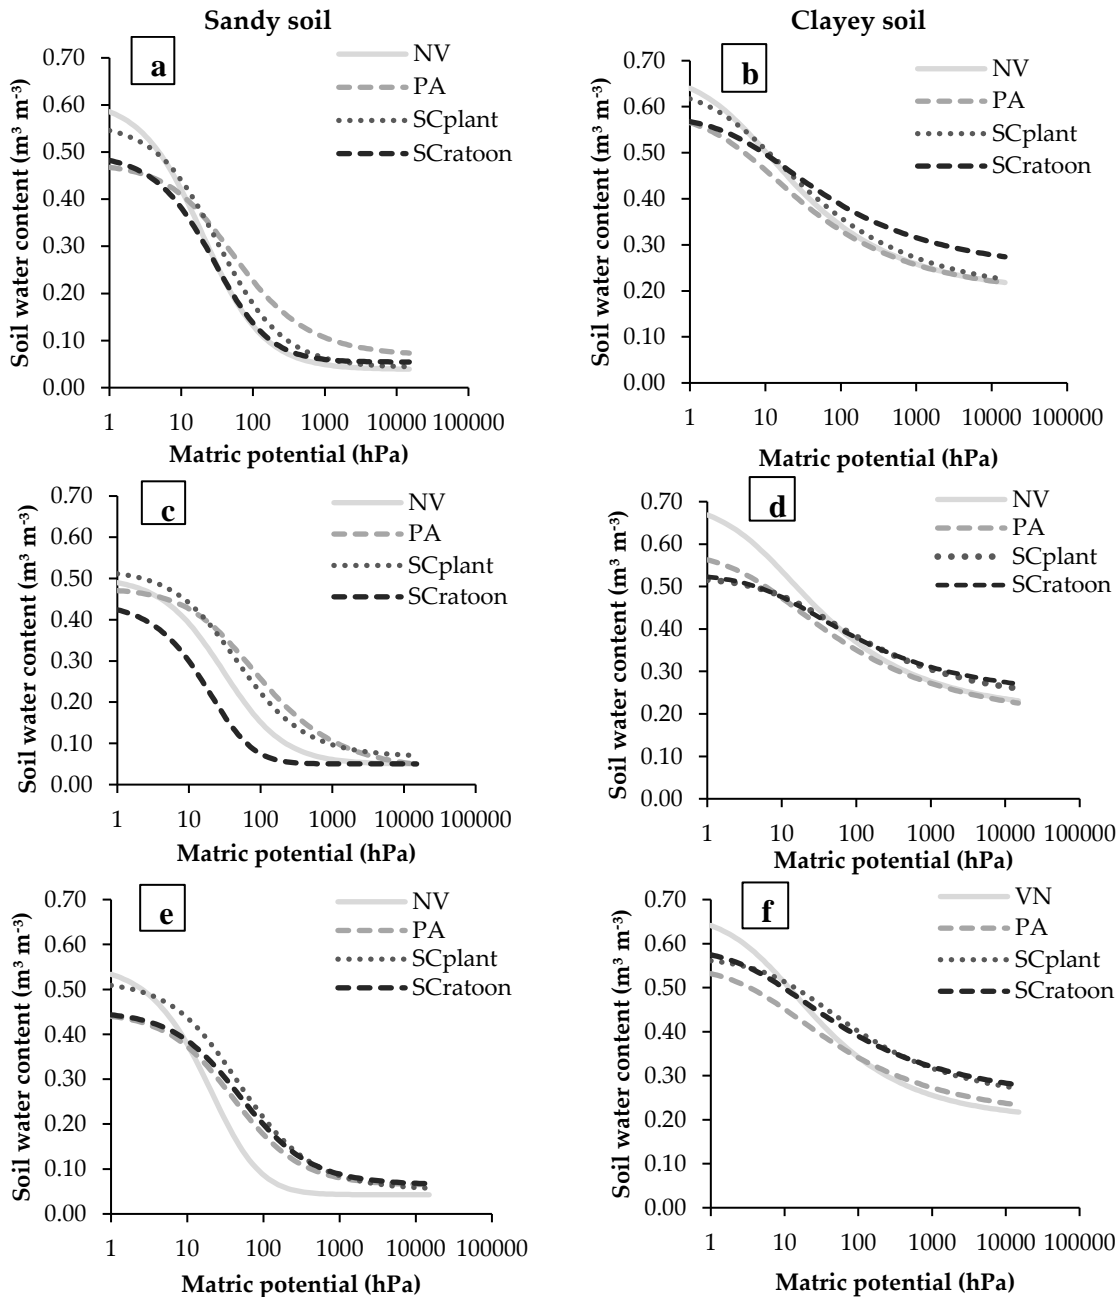 Sandy soil
Clayey soil
a
NV
PA
SCplant
SCratoon
Soil water content (m³ m⁻³)
0.70
0.60
0.50
0.40
0.30
0.20
0.10
0.00
1 10 100 1000 10000 100000
Matric potential (hPa)
b
NV
PA
SCplant
SCratoon
Soil water content (m³ m⁻³)
0.70
0.60
0.50
0.40
0.30
0.20
0.10
0.00
1 10 100 1000 10000 100000
Matric potential (hPa)
c
NV
PA
SCplant
SCratoon
Soil water content (m³ m⁻³)
0.70
0.60
0.50
0.40
0.30
0.20
0.10
0.00
1 10 100 1000 10000 100000
Matric potential (hPa)
d
NV
PA
SCplant
SCratoon
Soil water content (m³ m⁻³)
0.70
0.60
0.50
0.40
0.30
0.20
0.10
0.00
1 10 100 1000 10000 100000
Matric potential (hPa)
e
NV
PA
SCplant
SCratoon
Soil water content (m³ m⁻³)
0.70
0.60
0.50
0.40
0.30
0.20
0.10
0.00
1 10 100 1000 10000 100000
Matric potential (hPa)
f
VN
PA
SCplant
SCratoon
Soil water content (m³ m⁻³)
0.70
0.60
0.50
0.40
0.30
0.20
0.10
0.00
1 10 100 1000 10000 100000
Matric potential (hPa)